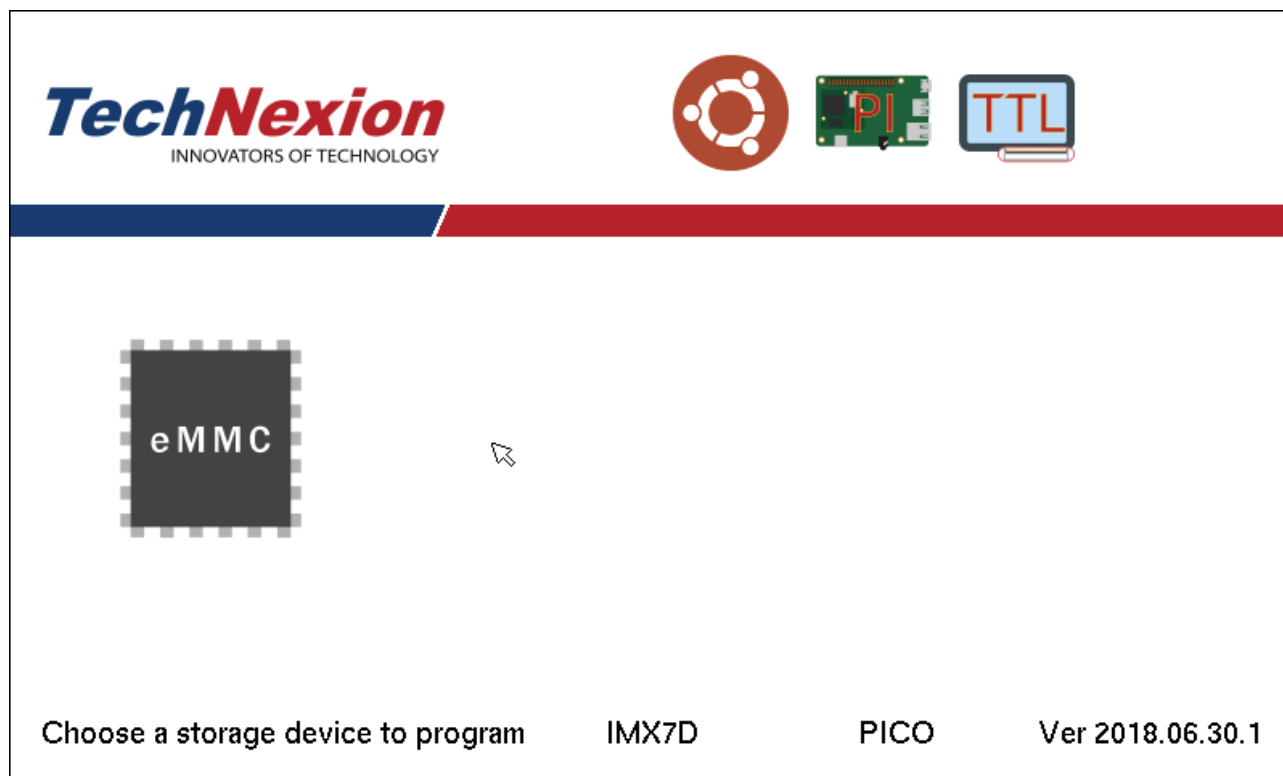 TechNexion
INNOVATORS OF TECHNOLOGY
PI
TTL
eMMC
Choose a storage device to program IMX7D PICO Ver 2018.06.30.1